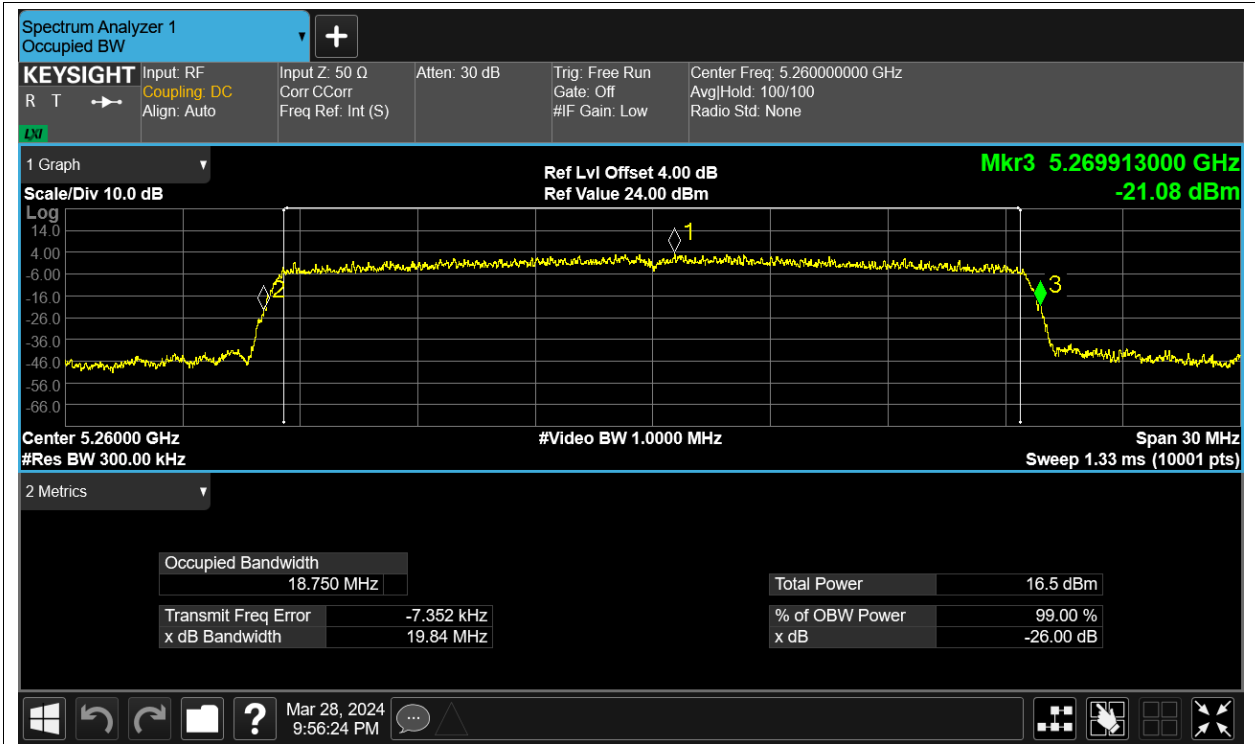 Spectrum Analyzer 1
Occupied BW
KEYSIGHT Input: RF Input Z: 50 Ω Atten: 30 dB Trig: Free Run Center Freq: 5.260000000 GHz
R T Coupling: DC Corr CCorr Gate: Off Avg|Hold: 100/100
Align: Auto Freq Ref: Int (S) #IF Gain: Low Radio Std: None
LXI
1 Graph Ref Lvl Offset 4.00 dB Mkr3 5.269913000 GHz
Scale/Div 10.0 dB Ref Value 24.00 dBm -21.08 dBm
Log
14.0
1
4.00
-6.00
2 3
-16.0
-26.0
-36.0
-46.0
-56.0
-66.0
Center 5.26000 GHz #Video BW 1.0000 MHz Span 30 MHz
#Res BW 300.00 kHz Sweep 1.33 ms (10001 pts)
2 Metrics
Occupied Bandwidth
18.750 MHz Total Power 16.5 dBm
Transmit Freq Error -7.352 kHz % of OBW Power 99.00 %
x dB Bandwidth 19.84 MHz x dB -26.00 dB
? Mar 28, 2024
9:56:24 PM